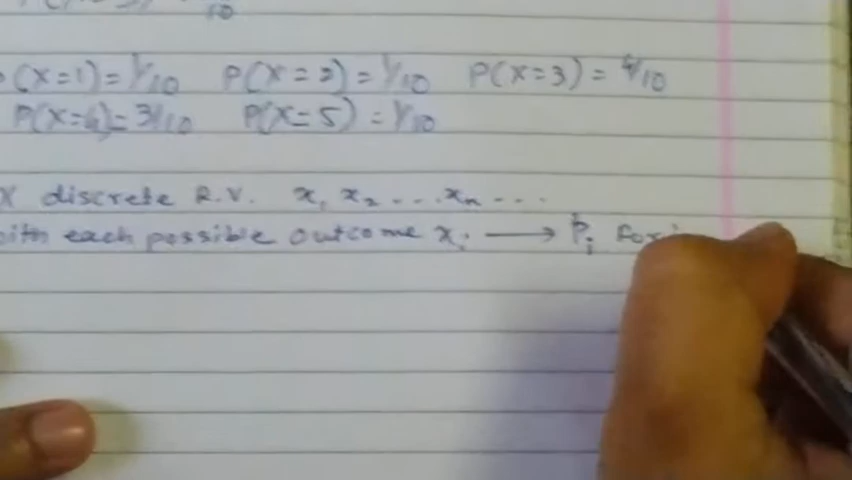 10
(X=1)=1/10 P(X=2)=1/10 P(X=3)=4/10
P(X=4)=3/10 P(X=5)=1/10
X discrete R.V. x₁ x₂ ... xₙ ...
with each possible outcome xᵢ → pᵢ for